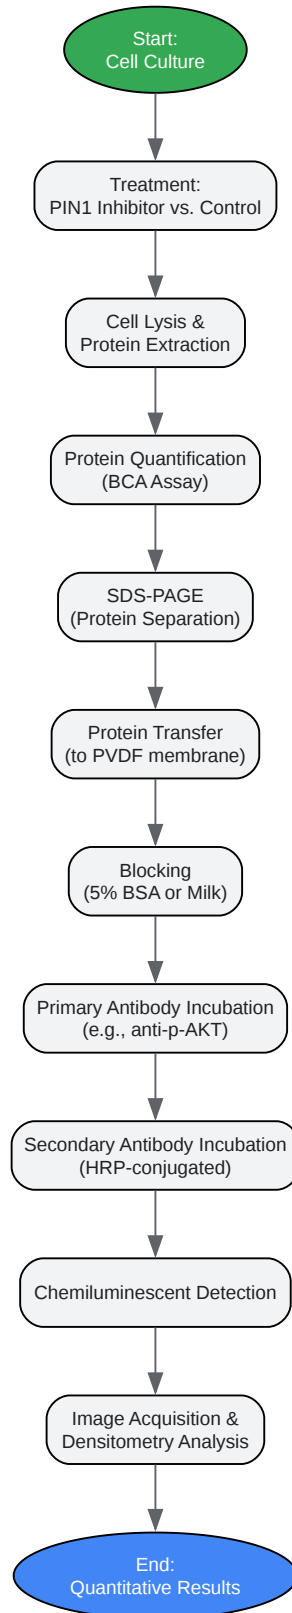 Start:
Cell Culture
Treatment:
PIN1 Inhibitor vs. Control
Cell Lysis &
Protein Extraction
Protein Quantification
(BCA Assay)
SDS-PAGE
(Protein Separation)
Protein Transfer
(to PVDF membrane)
Blocking
(5% BSA or Milk)
Primary Antibody Incubation
(e.g., anti-p-AKT)
Secondary Antibody Incubation
(HRP-conjugated)
Chemiluminescent Detection
Image Acquisition &
Densitometry Analysis
End:
Quantitative Results